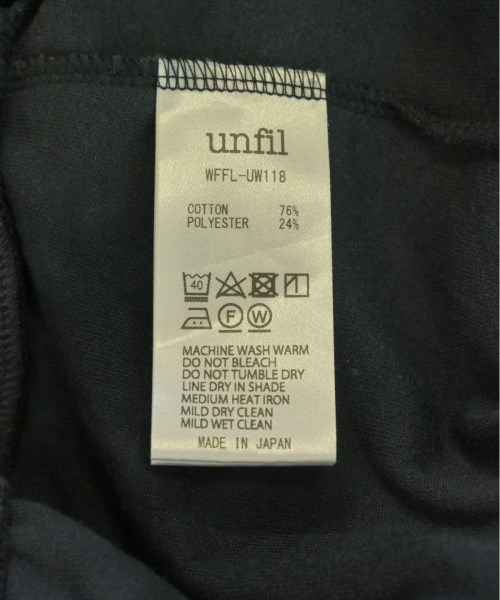 unfil
WFFL-UW118
COTTON 76%
POLYESTER 24%
40
F W
MACHINE WASH WARM
DO NOT BLEACH
DO NOT TUMBLE DRY
LINE DRY IN SHADE
MEDIUM HEAT IRON
MILD DRY CLEAN
MILD WET CLEAN
MADE IN JAPAN